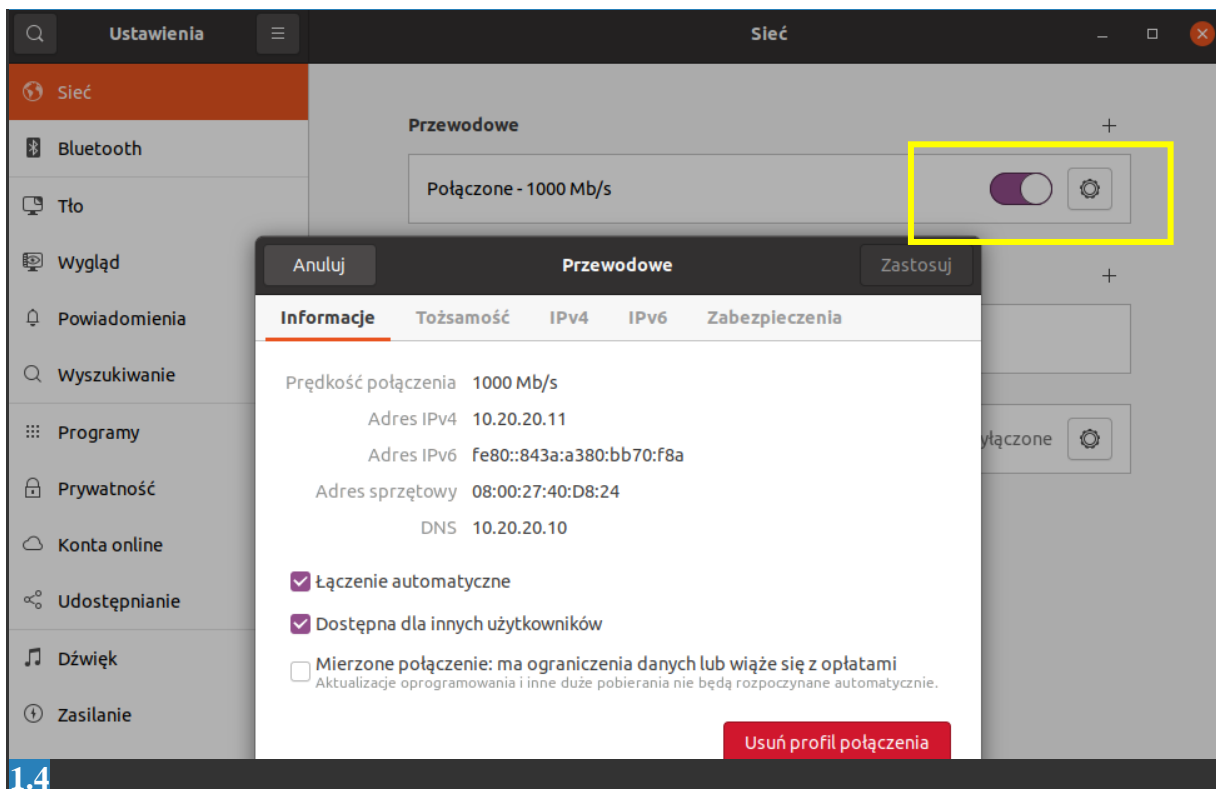 Ustawienia
Sieć
Sieć
Bluetooth
Tło
Wygląd
Powiadomienia
Wyszukiwanie
Programy
Prywatność
Konta online
Udostępnianie
Dźwięk
Zasilanie
Przewodowe
Połączone - 1000 Mb/s
yłączone
Anuluj
Przewodowe
Zastosuj
Informacje Tożsamość IPv4 IPv6 Zabezpieczenia
Prędkość połączenia 1000 Mb/s
Adres IPv4 10.20.20.11
Adres IPv6 fe80::843a:a380:bb70:f8a
Adres sprzętowy 08:00:27:40:D8:24
DNS 10.20.20.10
Łączenie automatyczne
Dostępna dla innych użytkowników
Mierzone połączenie: ma ograniczenia danych lub wiąże się z opłatami
Aktualizacje oprogramowania i inne duże pobierania nie będą rozpoczynane automatycznie.
Usuń profil połączenia
1.4